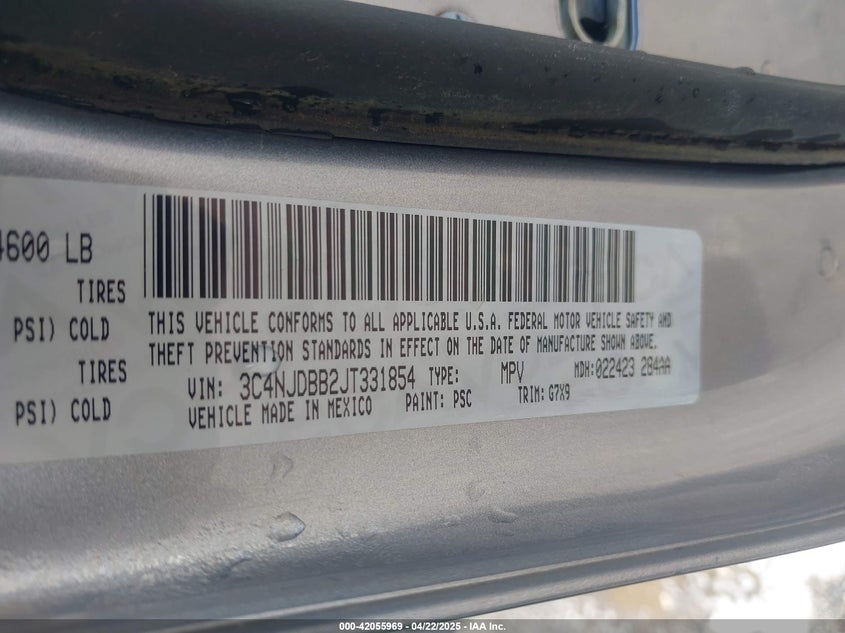 4600 LB
TIRES
PSI) COLD
TIRES
PSI) COLD
THIS VEHICLE CONFORMS TO ALL APPLICABLE U.S.A. FEDERAL MOTOR VEHICLE SAFETY AND
THEFT PREVENTION STANDARDS IN EFFECT ON THE DATE OF MANUFACTURE SHOWN ABOVE.
VIN: 3C4NJDBB2JT331854 TYPE: MPV MDH:022423 284AA
VEHICLE MADE IN MEXICO PAINT: PSC TRIM: G7X9
000-42055969 - 04/22/2025 - IAA Inc.